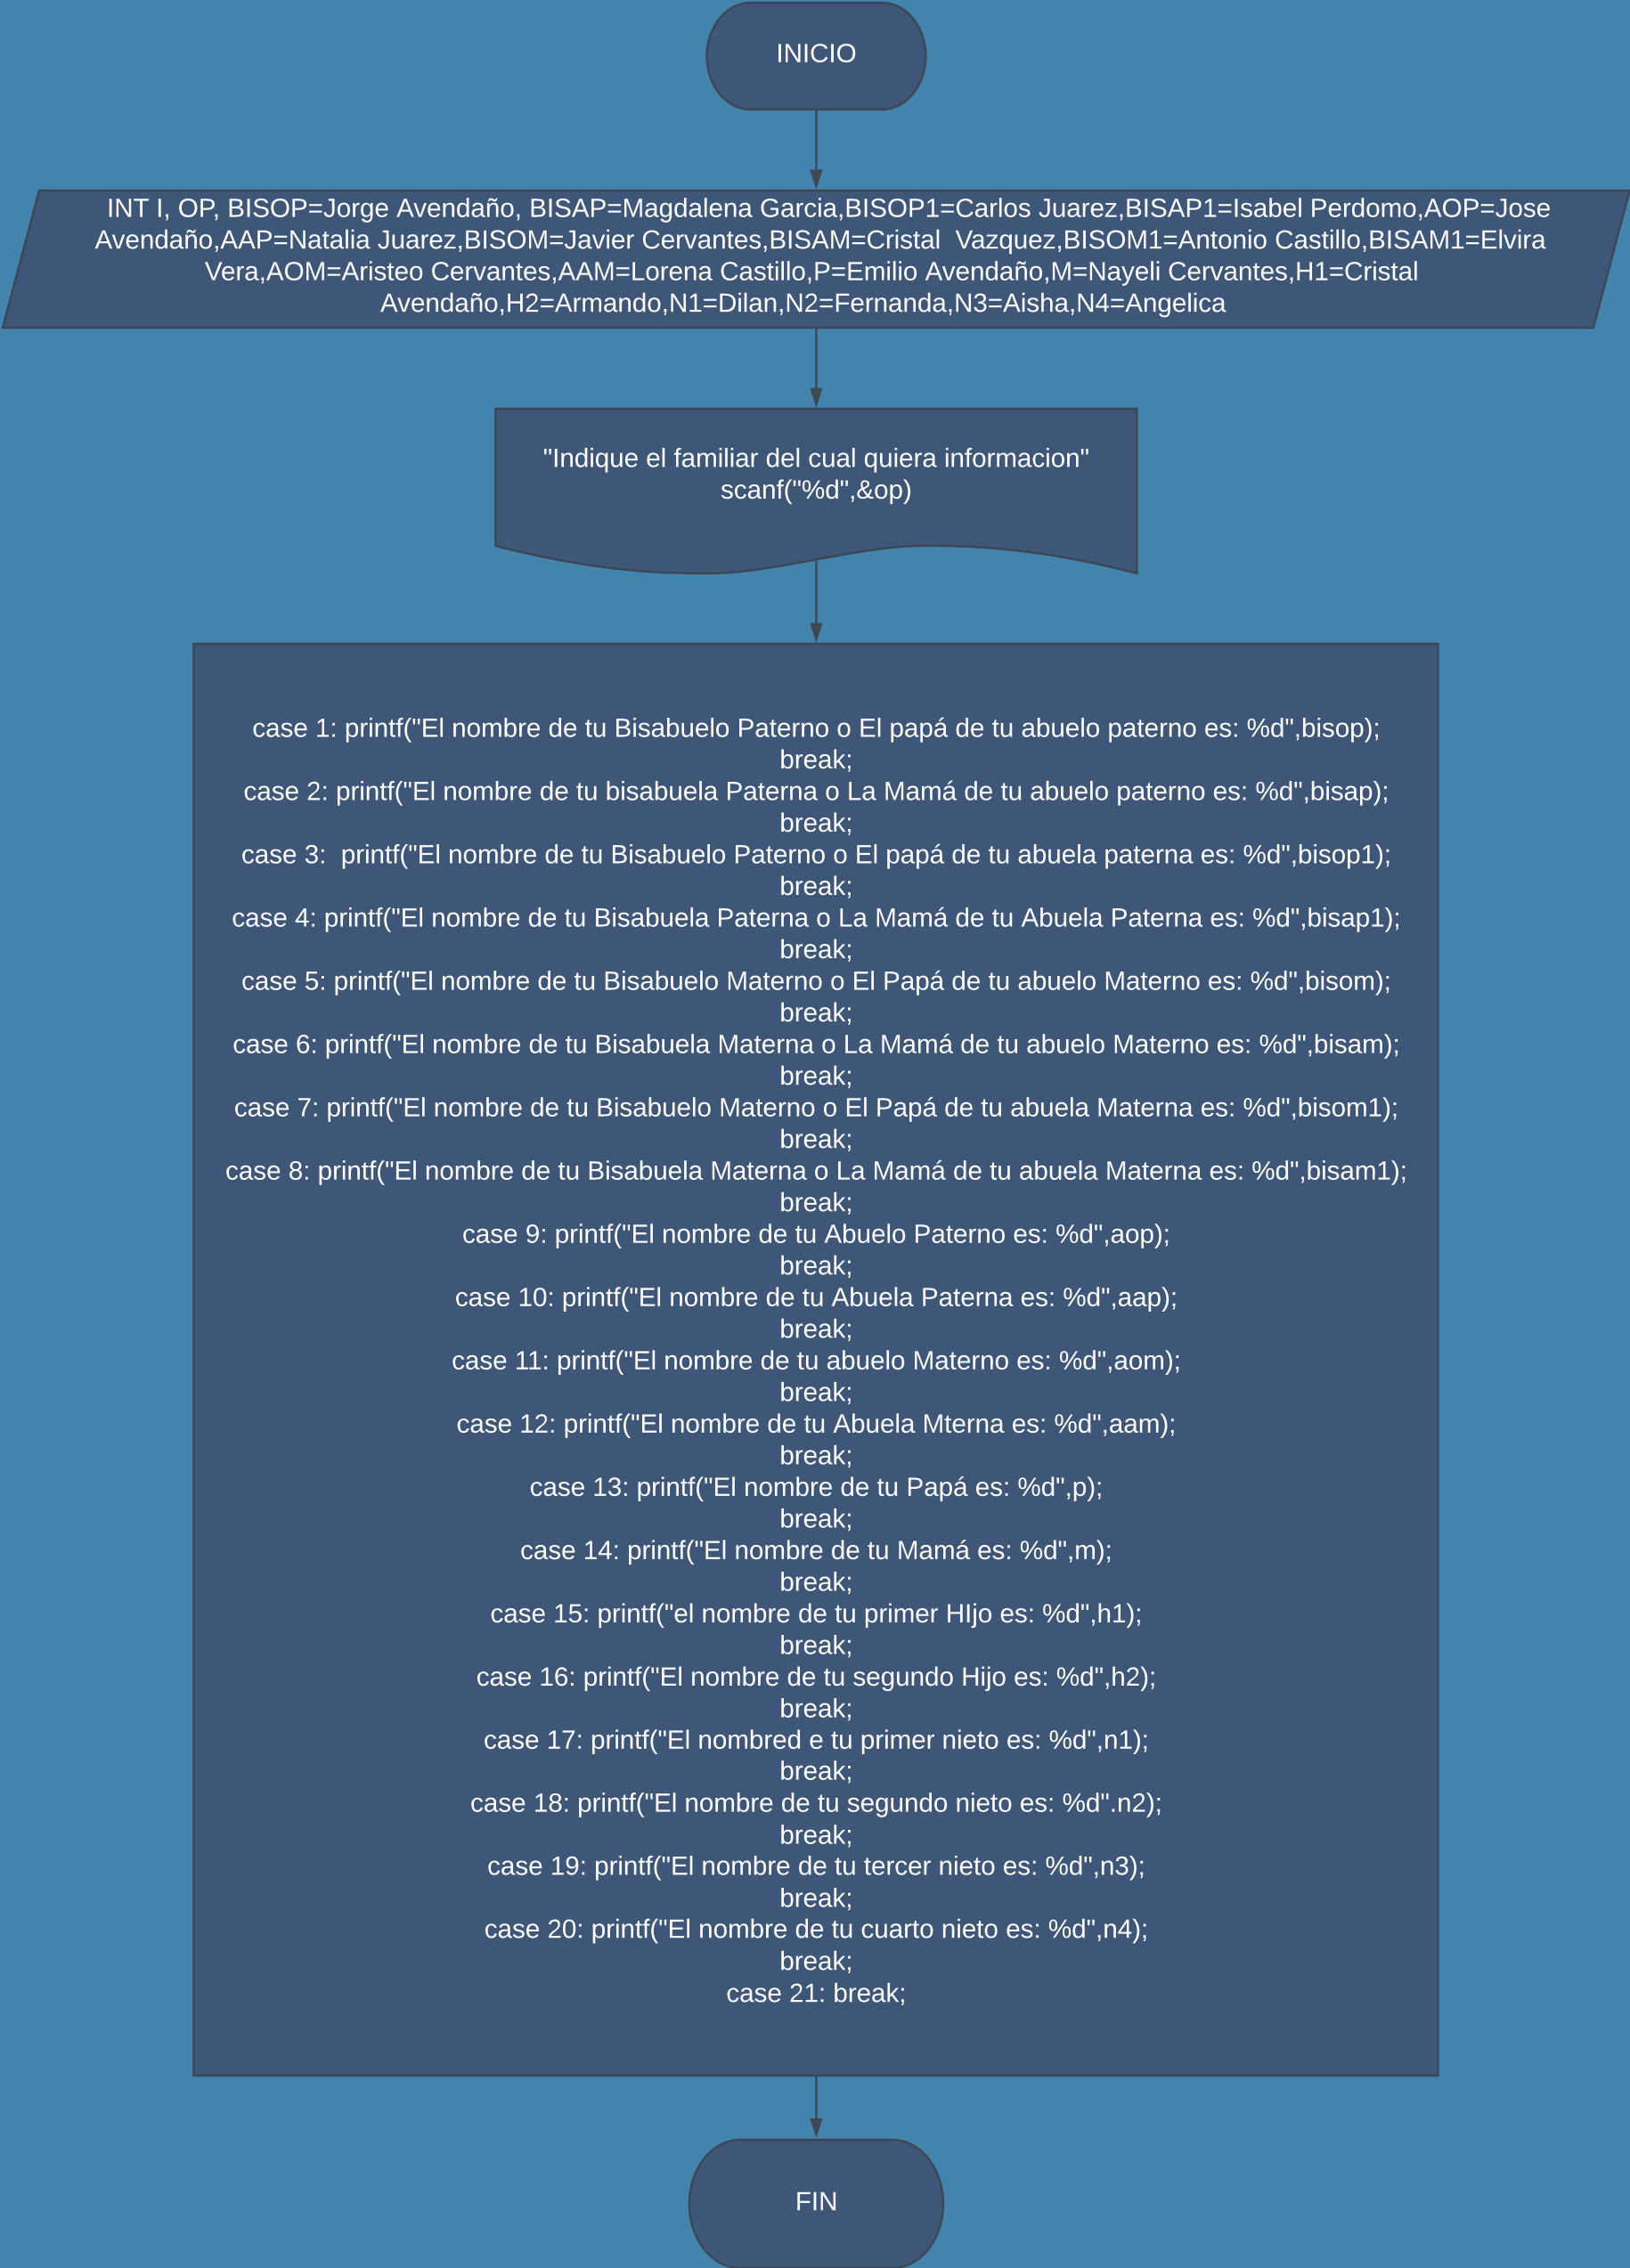 INICIO
INT I, OP, BISOP=Jorge Avendaño, BISAP=Magdalena Garcia,BISOP1=Carlos Juarez,BISAP1=Isabel Perdomo,AOP=Jose
Avendaño,AAP=Natalia Juarez,BISOM=Javier Cervantes,BISAM=Cristal  Vazquez,BISOM1=Antonio Castillo,BISAM1=Elvira
Vera,AOM=Aristeo Cervantes,AAM=Lorena Castillo,P=Emilio Avendaño,M=Nayeli Cervantes,H1=Cristal
Avendaño,H2=Armando,N1=Dilan,N2=Fernanda,N3=Aisha,N4=Angelica
"Indique el familiar del cual quiera informacion"
scanf("%d",&op)
case 1: printf("El nombre de tu Bisabuelo Paterno o El papá de tu abuelo paterno es: %d",bisop);
break;
case 2: printf("El nombre de tu bisabuela Paterna o La Mamá de tu abuelo paterno es: %d",bisap);
break;
case 3:  printf("El nombre de tu Bisabuelo Paterno o El papá de tu abuela paterna es: %d",bisop1);
break;
case 4: printf("El nombre de tu Bisabuela Paterna o La Mamá de tu Abuela Paterna es: %d",bisap1);
break;
case 5: printf("El nombre de tu Bisabuelo Materno o El Papá de tu abuelo Materno es: %d",bisom);
break;
case 6: printf("El nombre de tu Bisabuela Materna o La Mamá de tu abuelo Materno es: %d",bisam);
break;
case 7: printf("El nombre de tu Bisabuelo Materno o El Papá de tu abuela Materna es: %d",bisom1);
break;
case 8: printf("El nombre de tu Bisabuela Materna o La Mamá de tu abuela Materna es: %d",bisam1);
break;
case 9: printf("El nombre de tu Abuelo Paterno es: %d",aop);
break;
case 10: printf("El nombre de tu Abuela Paterna es: %d",aap);
break;
case 11: printf("El nombre de tu abuelo Materno es: %d",aom);
break;
case 12: printf("El nombre de tu Abuela Mterna es: %d",aam);
break;
case 13: printf("El nombre de tu Papá es: %d",p);
break;
case 14: printf("El nombre de tu Mamá es: %d",m);
break;
case 15: printf("el nombre de tu primer HIjo es: %d",h1);
break;
case 16: printf("El nombre de tu segundo Hijo es: %d",h2);
break;
case 17: printf("El nombred e tu primer nieto es: %d",n1);
break;
case 18: printf("El nombre de tu segundo nieto es: %d".n2);
break;
case 19: printf("El nombre de tu tercer nieto es: %d",n3);
break;
case 20: printf("El nombre de tu cuarto nieto es: %d",n4);
break;
case 21: break;
FIN